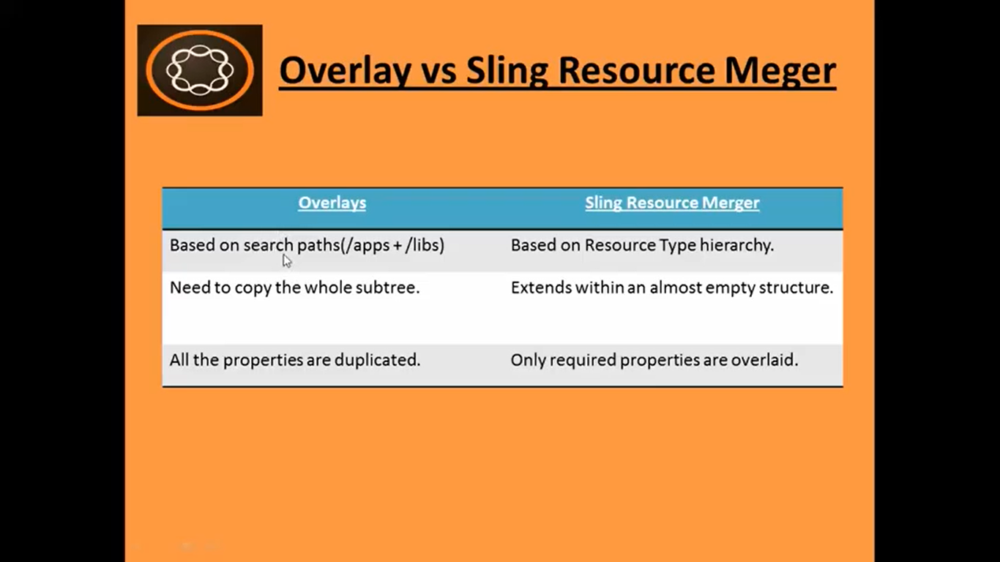 Overlay vs Sling Resource Meger
Overlays
Sling Resource Merger
Based on search paths(/apps + /libs)
Based on Resource Type hierarchy.
Need to copy the whole subtree.
Extends within an almost empty structure.
All the properties are duplicated.
Only required properties are overlaid.